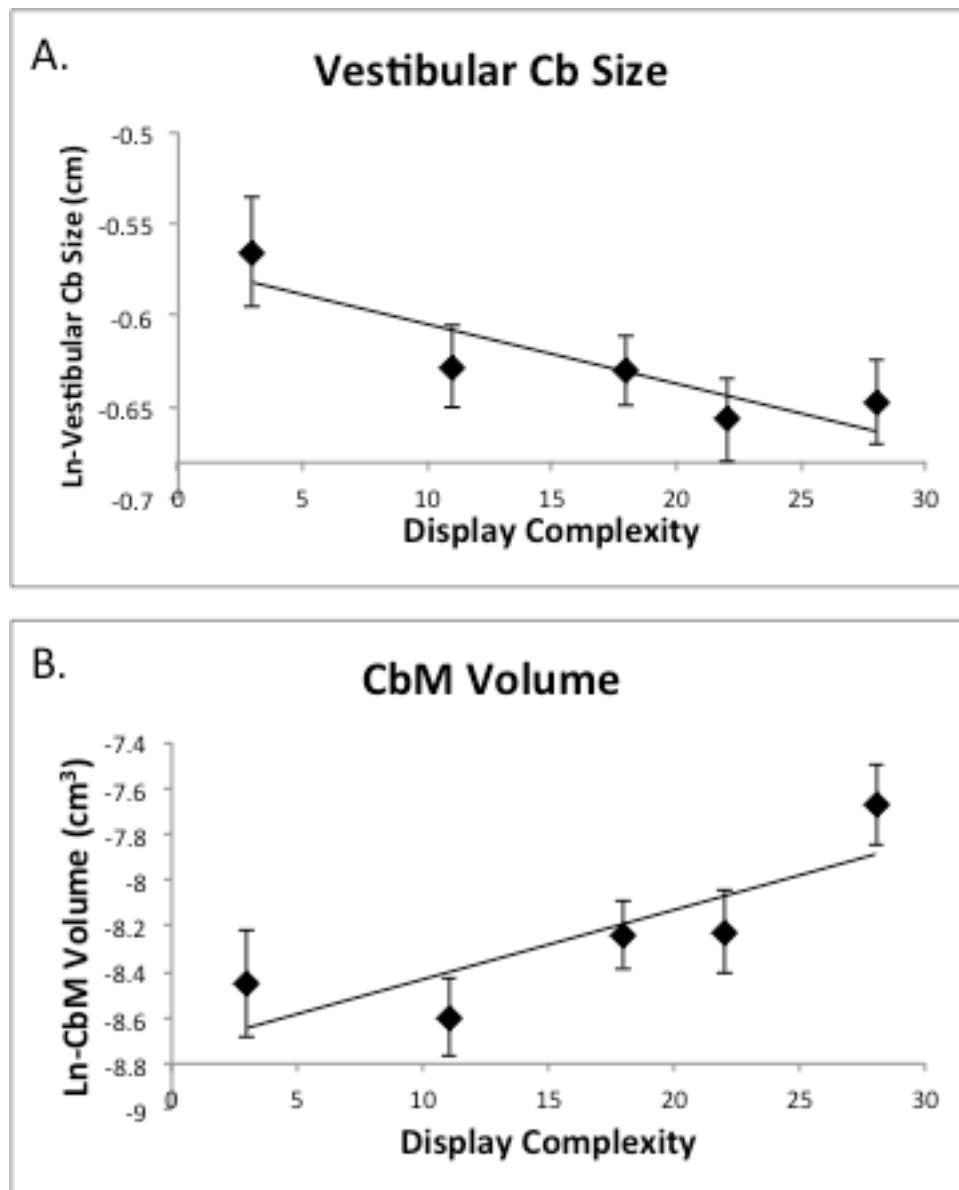 A.
Vestibular Cb Size
Ln-Vestibular Cb Size (cm)
-0.5
-0.55
-0.6
-0.65
-0.7
0 5 10 15 20 25 30
Display Complexity
B.
CbM Volume
Ln-CbM Volume (cm³)
-7.4
-7.6
-7.8
-8
-8.2
-8.4
-8.6
-8.8
-9
0 5 10 15 20 25 30
Display Complexity